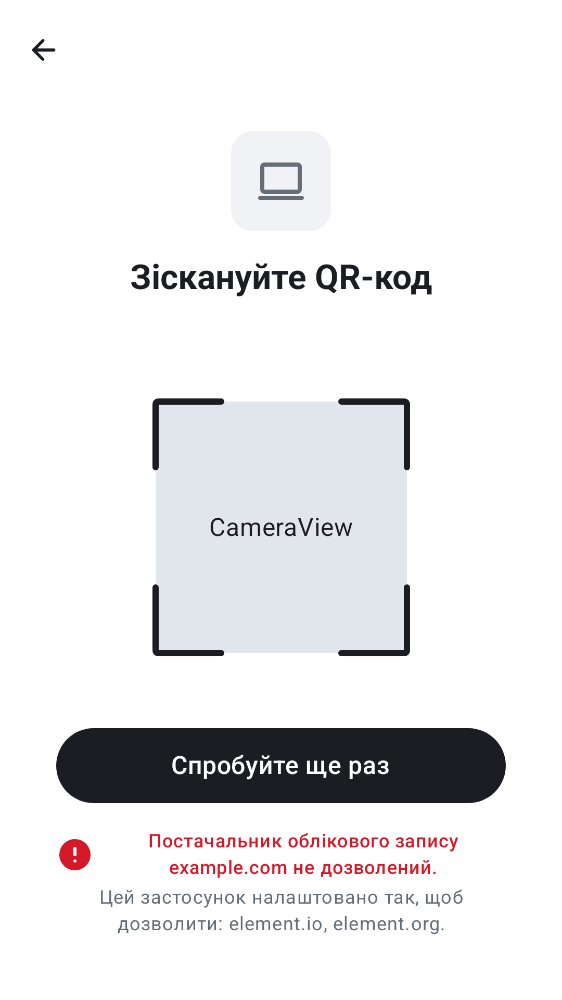 Зіскануйте QR-код
CameraView
Спробуйте ще раз
Постачальник облікового запису
example.com не дозволений.
Цей застосунок налаштовано так, щоб
дозволити: element.io, element.org.